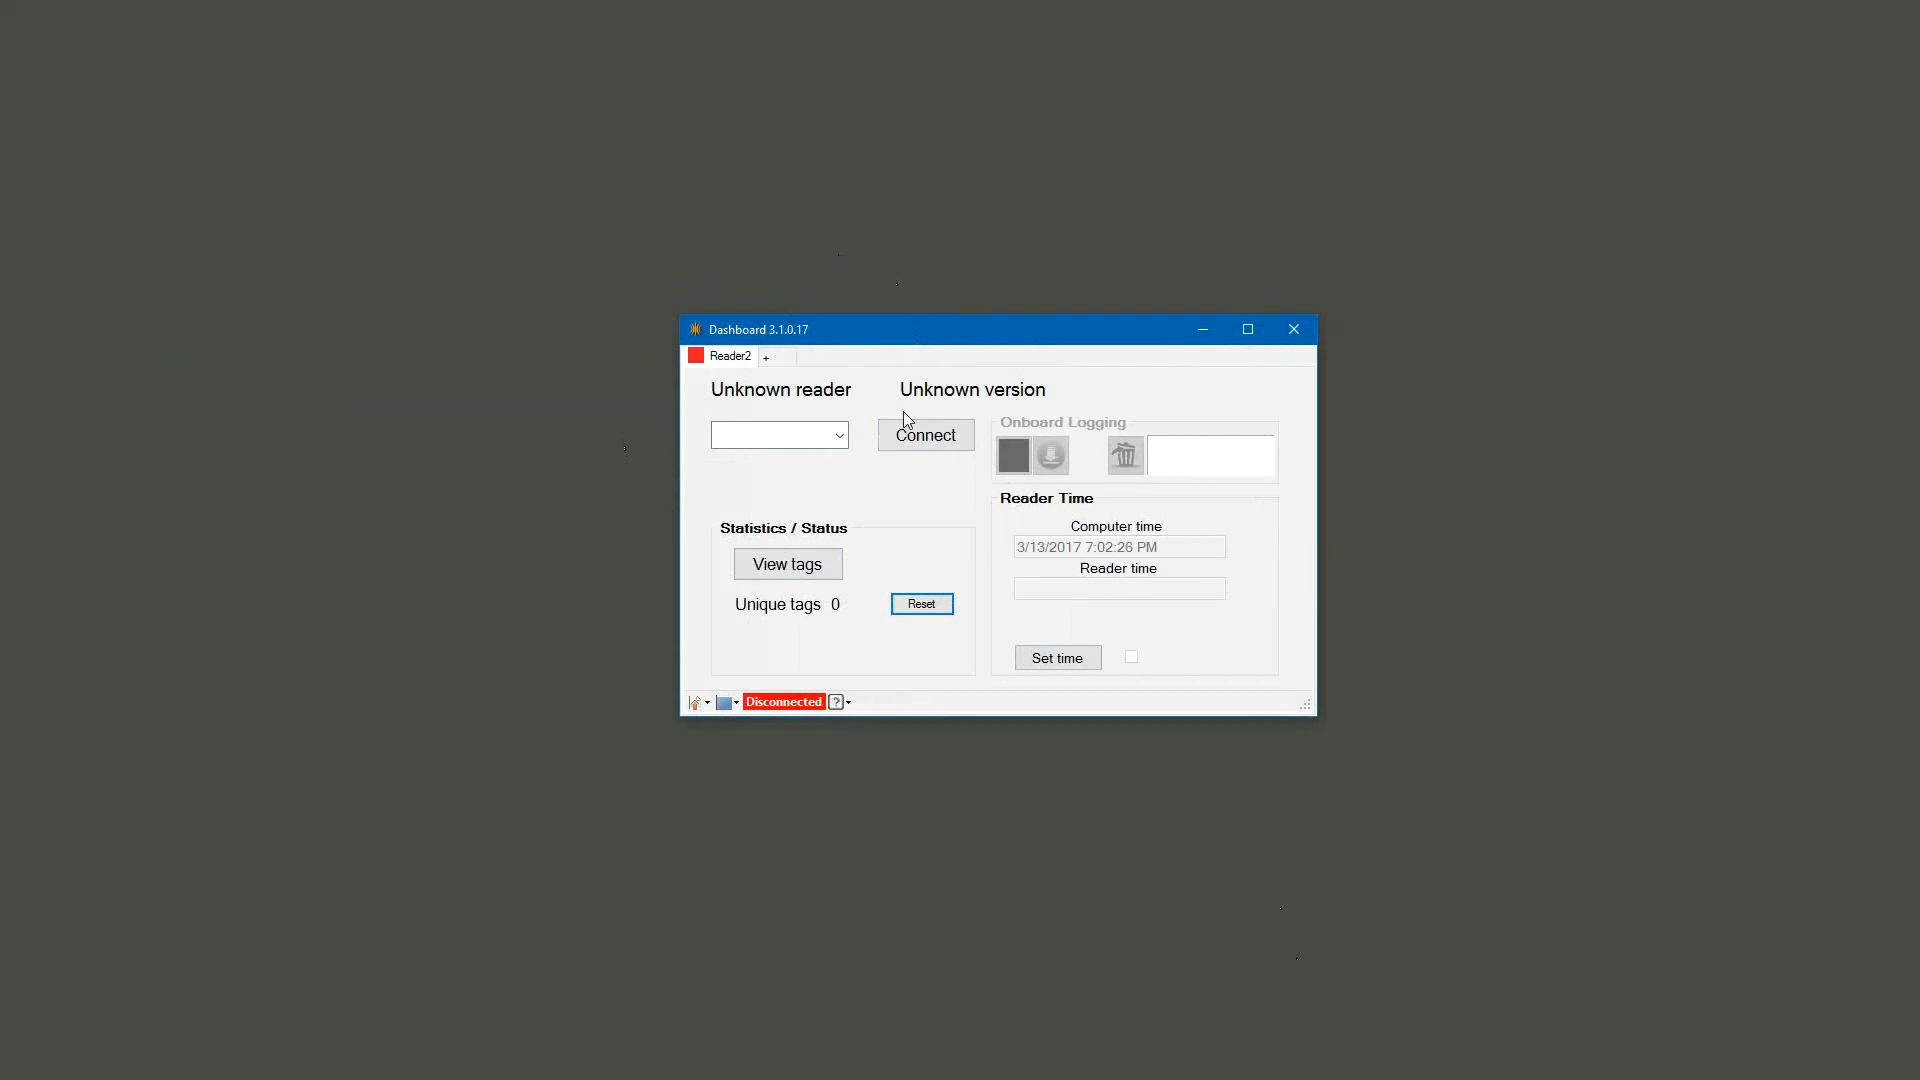 Dashboard 3.1.0.17
Reader2
+
Unknown reader
Unknown version
Connect
Onboard Logging
Reader Time
Computer time
3/13/2017 7:02:26 PM
Reader time
Set time
Statistics / Status
View tags
Unique tags 0
Reset
Disconnected
?